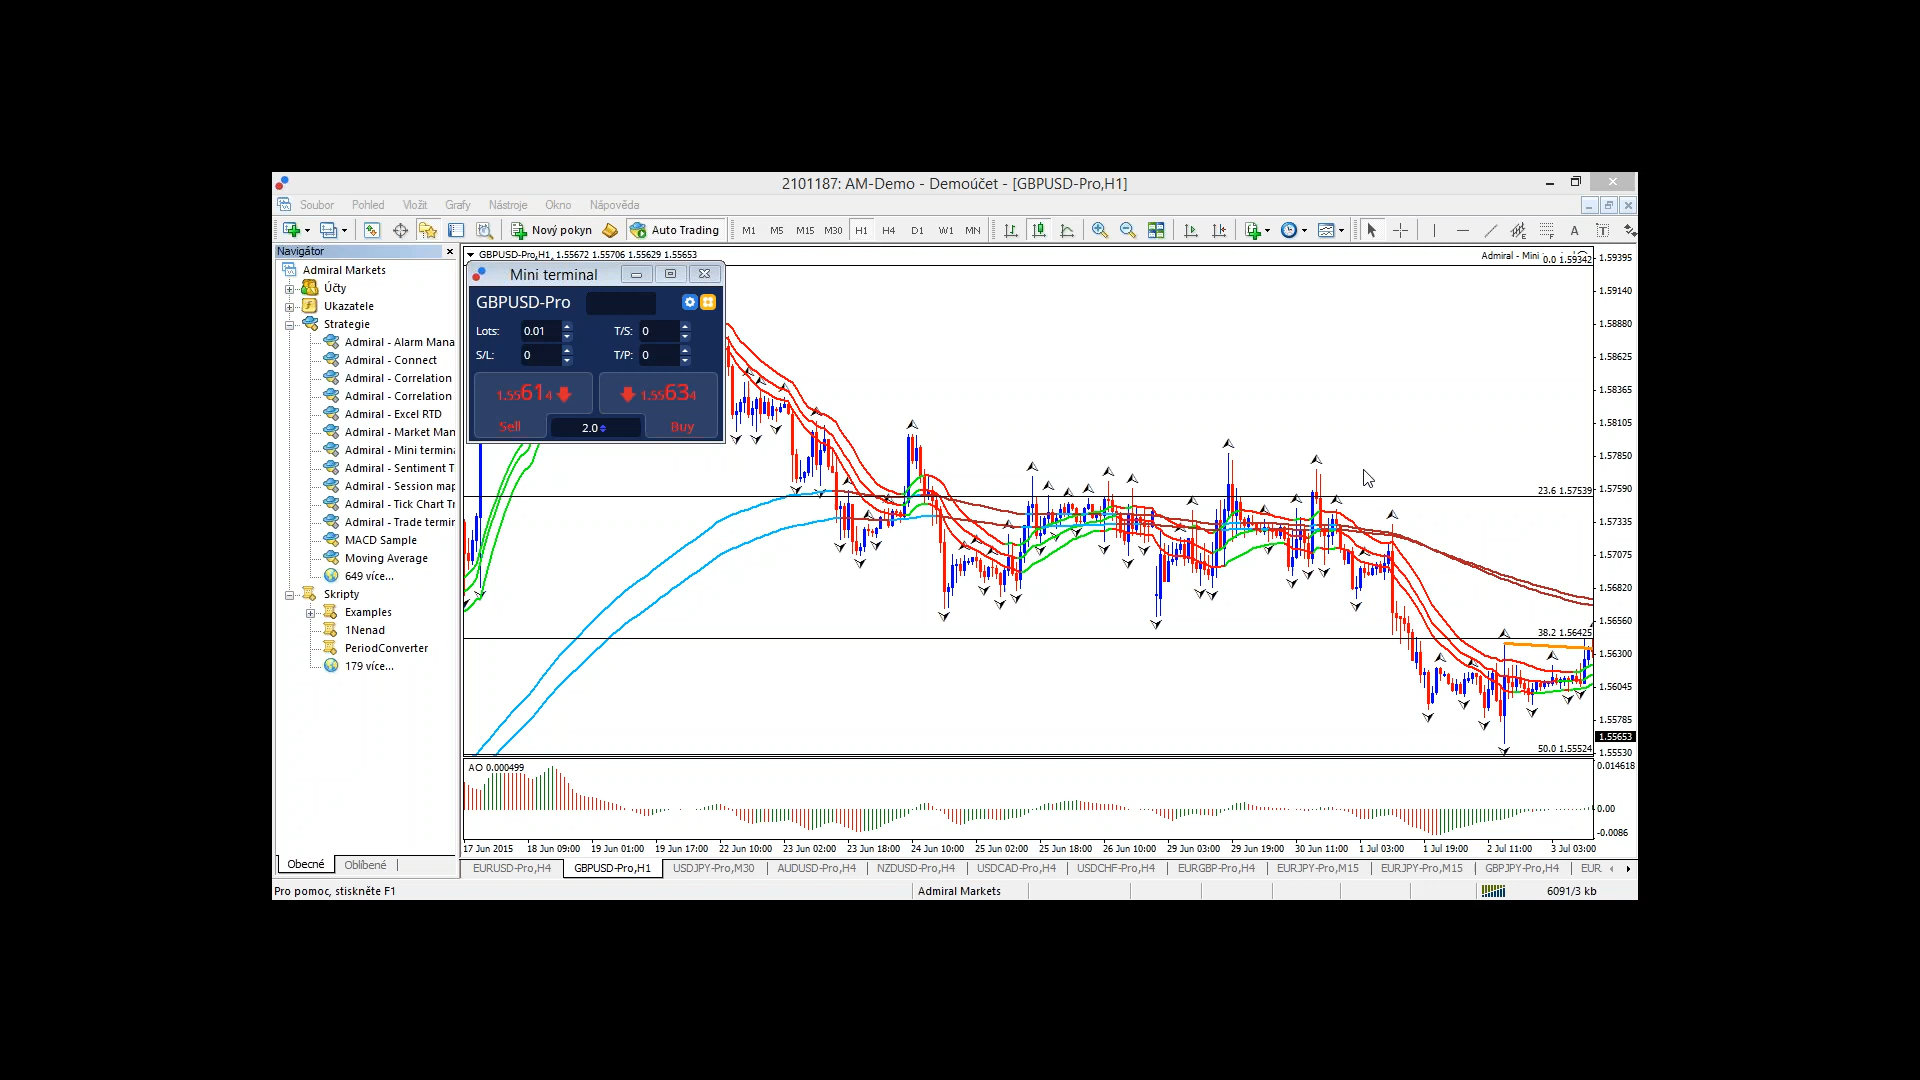 2101187: AM-Demo - Demoúčet - [GBPUSD-Pro,H1]
Soubor Pohled Vložit Grafy Nástroje Okno Nápověda
Nový pokyn Auto Trading M1 M5 M15 M30 H1 H4 D1 W1 MN
Navigátor
Admiral Markets
Účty
Ukazatele
Strategie
Admiral - Alarm Mana
Admiral - Connect
Admiral - Correlation
Admiral - Correlation
Admiral - Excel RTD
Admiral - Market Man
Admiral - Mini termina
Admiral - Sentiment T
Admiral - Session map
Admiral - Tick Chart Tr
Admiral - Trade termin
MACD Sample
Moving Average
649 více...
Skripty
Examples
1Nenad
PeriodConverter
179 více...
Obecné Oblíbené
GBPUSD-Pro,H1, 1.55672 1.55706 1.55629 1.55653
Admiral - Mini
Mini terminal
GBPUSD-Pro
Lots: 0.01 T/S: 0
S/L: 0 T/P: 0
1.55614 1.55634
Sell 2.0 Buy
0.0 1.59342
23.6 1.57539
38.2 1.56425
50.0 1.55524
1.59395
1.59140
1.58880
1.58625
1.58365
1.58105
1.57850
1.57590
1.57335
1.57075
1.56820
1.56560
1.56300
1.56045
1.55785
1.55653
1.55530
AO 0.000499
0.014618
0.00
-0.0086
17 Jun 2015 18 Jun 09:00 19 Jun 01:00 19 Jun 17:00 22 Jun 10:00 23 Jun 02:00 23 Jun 18:00 24 Jun 10:00 25 Jun 02:00 25 Jun 18:00 26 Jun 10:00 29 Jun 03:00 29 Jun 19:00 30 Jun 11:00 1 Jul 03:00 1 Jul 19:00 2 Jul 11:00 3 Jul 03:00
EURUSD-Pro,H4 GBPUSD-Pro,H1 USDJPY-Pro,M30 AUDUSD-Pro,H4 NZDUSD-Pro,H4 USDCAD-Pro,H4 USDCHF-Pro,H4 EURGBP-Pro,H4 EURJPY-Pro,M15 EURJPY-Pro,M15 GBPJPY-Pro,H4 EUR
Pro pomoc, stiskněte F1 Admiral Markets 6091/3 kb